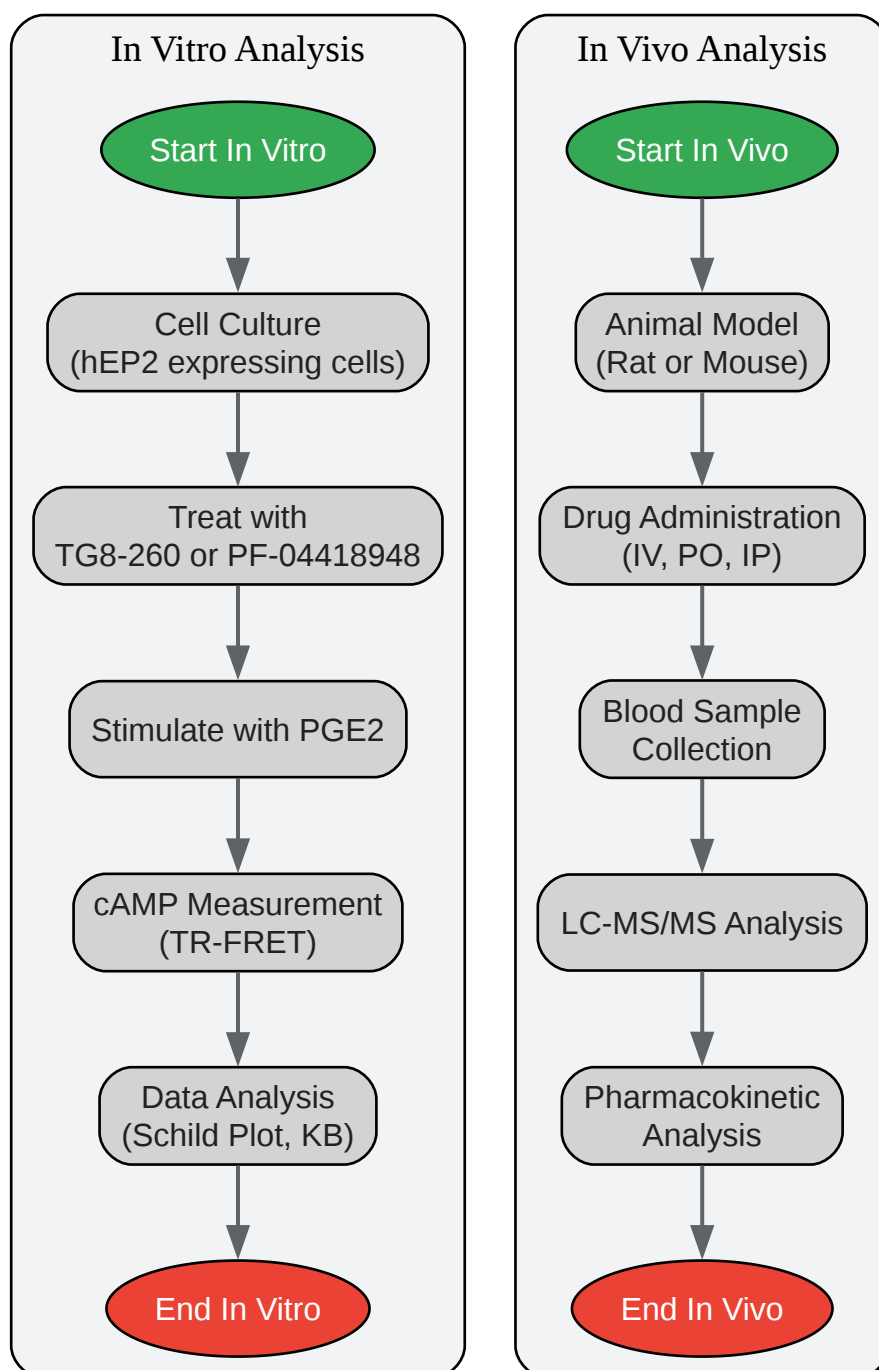 In Vitro Analysis
Start In Vitro
Cell Culture
(hEP2 expressing cells)
Treat with
TG8-260 or PF-04418948
Stimulate with PGE2
cAMP Measurement
(TR-FRET)
Data Analysis
(Schild Plot, KB)
End In Vitro
In Vivo Analysis
Start In Vivo
Animal Model
(Rat or Mouse)
Drug Administration
(IV, PO, IP)
Blood Sample
Collection
LC-MS/MS Analysis
Pharmacokinetic
Analysis
End In Vivo